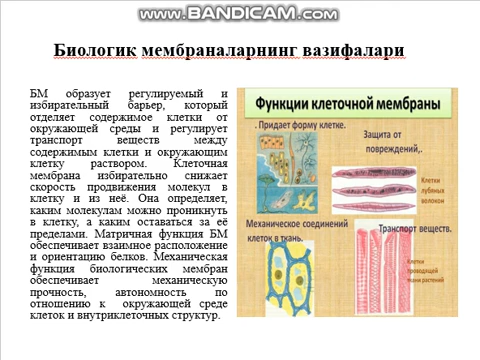 www.BANDICAM.com
Биологик мембраналарнинг вазифалари
БМ образует регулируемый и
избирательный барьер, который
отделяет содержимое клетки от
окружающей среды и регулирует
транспорт веществ между
содержимым клетки и окружающим
клетку раствором. Клеточная
мембрана избирательно снижает
скорость продвижения молекул в
клетку и из неё. Она определяет,
каким молекулам можно проникнуть
в клетку, а каким оставаться за её
пределами. Матричная функция БМ
обеспечивает взаимное расположение
и ориентацию белков. Механическая
функция биологических мембран
обеспечивает механическую
прочность, автономность по
отношению к окружающей среде
клеток и внутриклеточных структур.
Функции клеточной мембраны
. Придает форму клетке.
Защита от
повреждений,.
Клетки
лубяных
волокон
Механическое соединений
клеток в ткань.
Транспорт веществ.
Клетки
проводящей
ткани растений